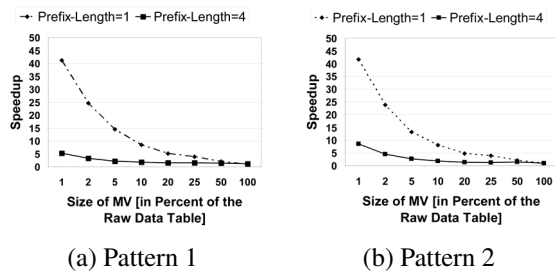 Prefix-Length=1 Prefix-Length=4
50
45
40
35
30
25
20
15
10
5
0
Speedup
1 2 5 10 20 25 50 100
Size of MV [in Percent of the
Raw Data Table]
(a) Pattern 1
Prefix-Length=1 Prefix-Length=4
50
45
40
35
30
25
20
15
10
5
0
Speedup
1 2 5 10 20 25 50 100
Size of MV [in Percent of the
Raw Data Table]
(b) Pattern 2